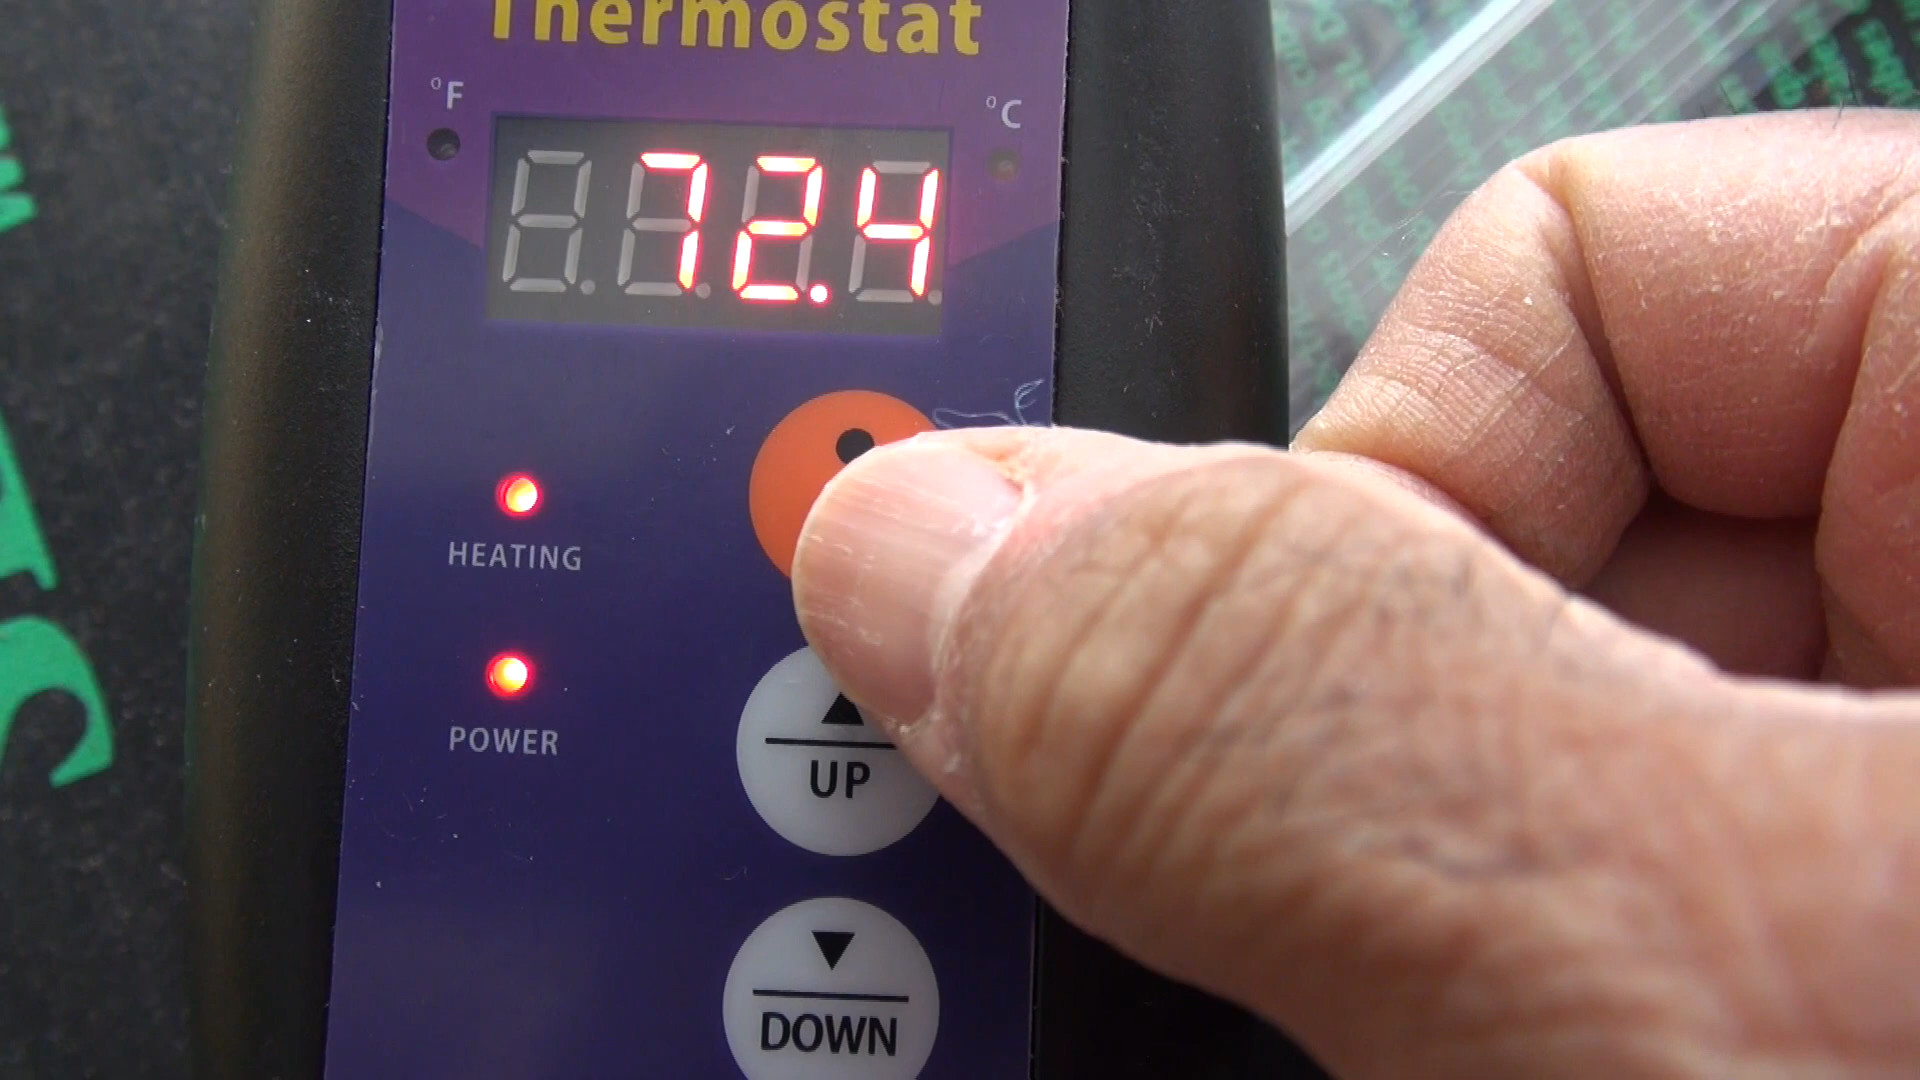 Thermostat
°F
°C
72.4
HEATING
POWER
▲
UP
▼
DOWN